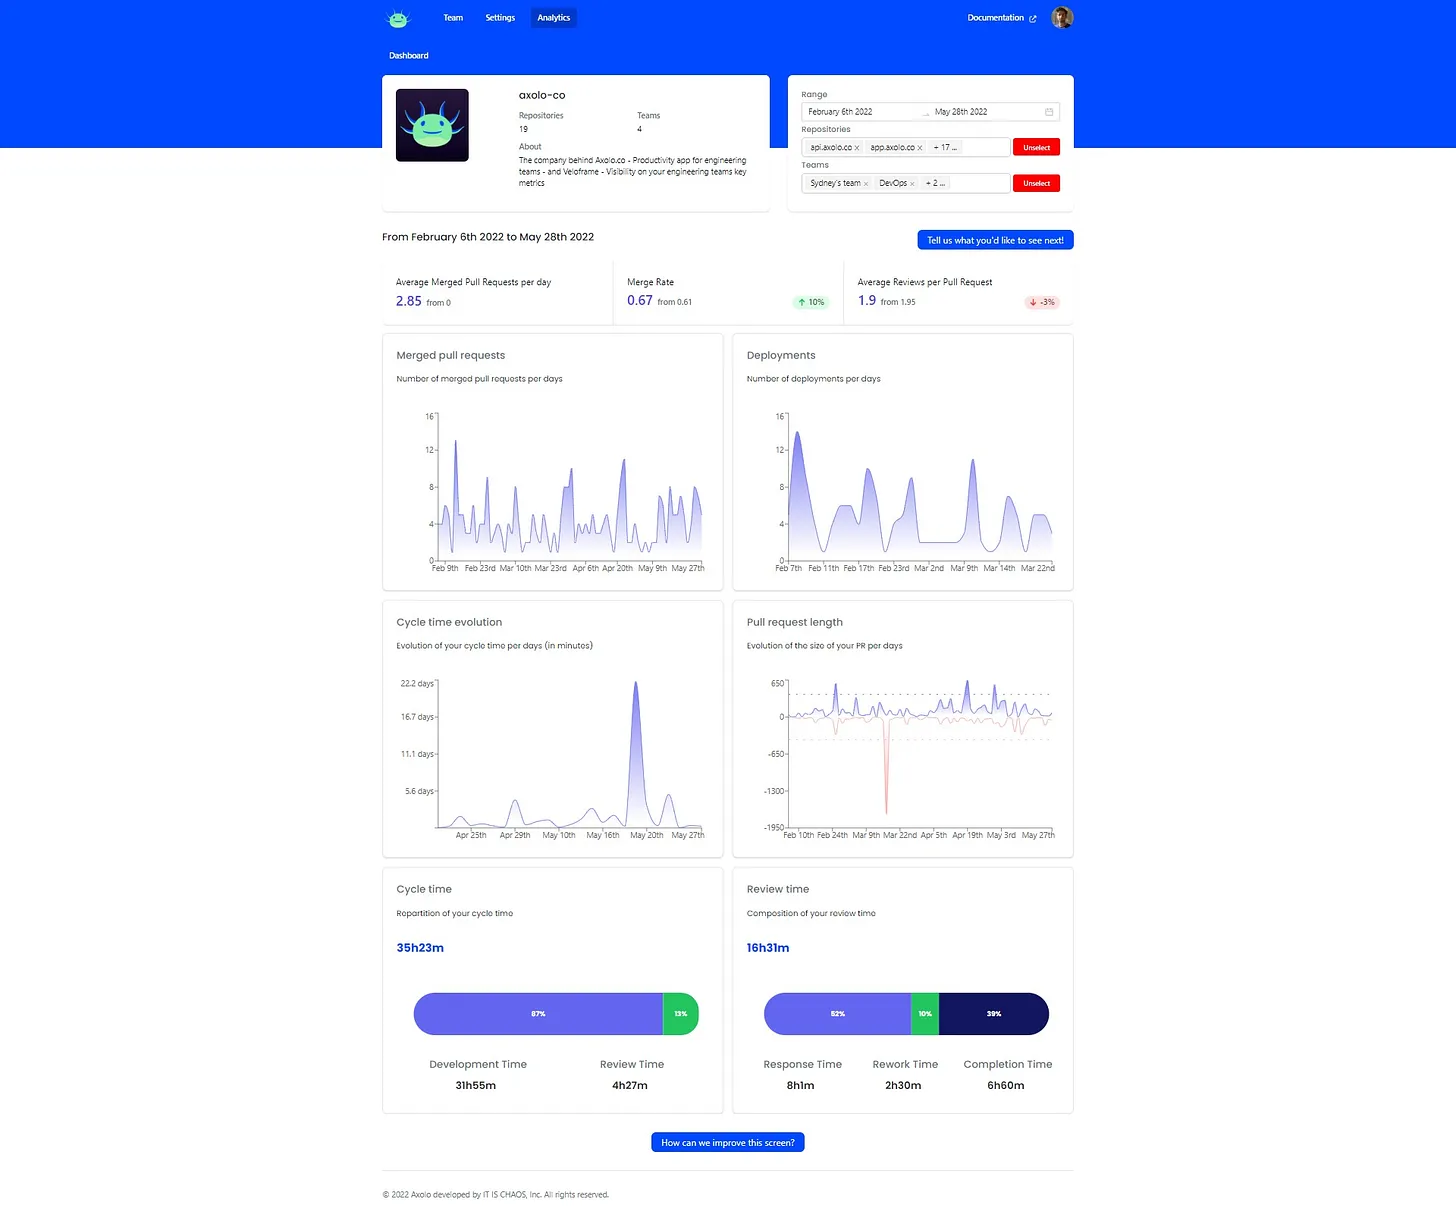 Team
Settings
Analytics
Documentation
Dashboard
axolo-co
Repositories
Teams
19
4
About
The company behind Axolo.co - Productivity app for engineering
teams - and Veloframe - Visibility on your engineering teams key
metrics
Range
February 6th 2022 → May 28th 2022
Repositories
api.axolo.co × app.axolo.co × + 17 ...
Unselect
Teams
Sydney's team × DevOps × + 2 ...
Unselect
From February 6th 2022 to May 28th 2022
Tell us what you'd like to see next!
Average Merged Pull Requests per day
2.85 from 0
Merge Rate
0.67 from 0.61
↑ 10%
Average Reviews per Pull Request
1.9 from 1.95
↓ -3%
Merged pull requests
Number of merged pull requests per days
16
12
8
4
0
Feb 9th Feb 23rd Mar 10th Mar 23rd Apr 6th Apr 20th May 9th May 27th
Deployments
Number of deployments per days
16
12
8
4
0
Feb 7th Feb 11th Feb 17th Feb 23rd Mar 2nd Mar 9th Mar 14th Mar 22nd
Cycle time evolution
Evolution of your cycle time per days (in minutes)
22.2 days
16.7 days
11.1 days
5.6 days
Apr 25th Apr 29th May 10th May 16th May 20th May 27th
Pull request length
Evolution of the size of your PR per days
650
0
-650
-1300
-1950
Feb 10th Feb 24th Mar 9th Mar 22nd Apr 5th Apr 19th May 3rd May 27th
Cycle time
Repartition of your cycle time
35h23m
87%
13%
Development Time
Review Time
31h55m
4h27m
Review time
Composition of your review time
16h31m
52%
10%
39%
Response Time
Rework Time
Completion Time
8h1m
2h30m
6h60m
How can we improve this screen?
© 2022 Axolo developed by IT IS CHAOS, Inc. All rights reserved.